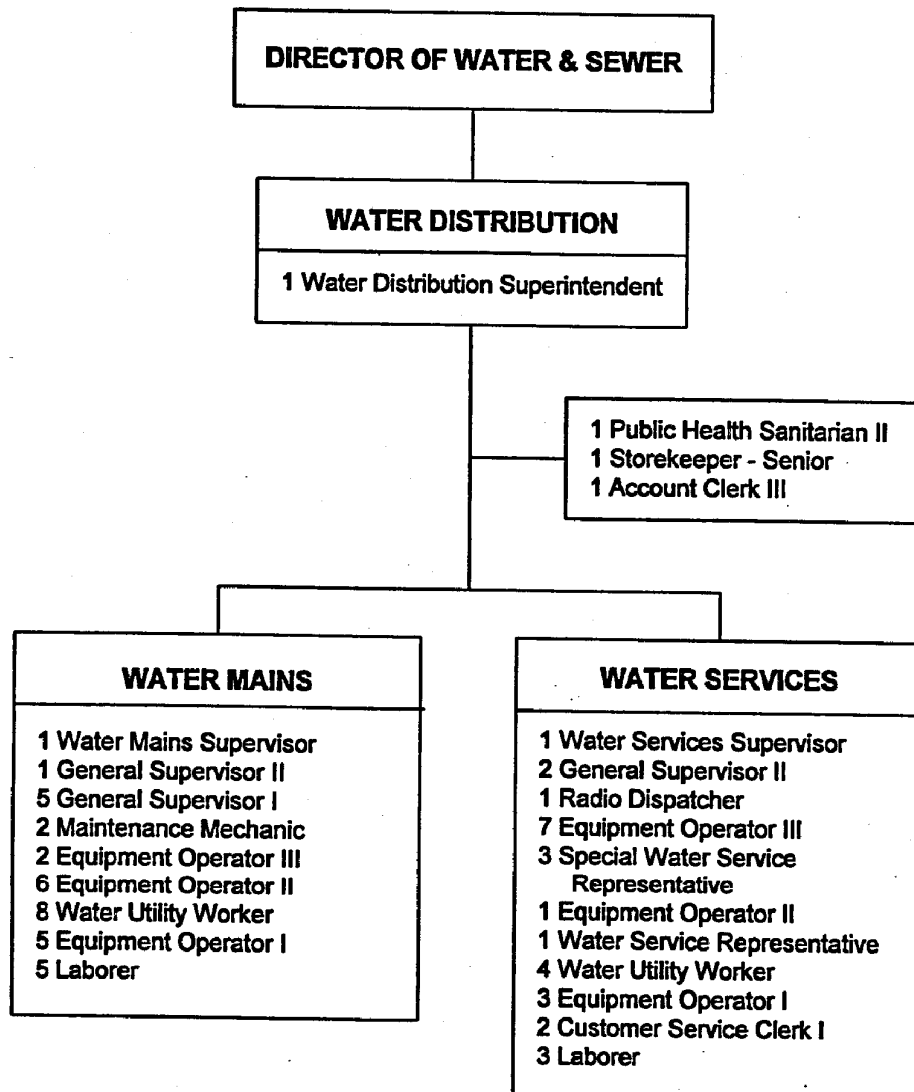 DIRECTOR OF WATER & SEWER
WATER DISTRIBUTION
1 Water Distribution Superintendent
1 Public Health Sanitarian II
1 Storekeeper - Senior
1 Account Clerk III
WATER MAINS
1 Water Mains Supervisor
1 General Supervisor II
5 General Supervisor I
2 Maintenance Mechanic
2 Equipment Operator III
6 Equipment Operator II
8 Water Utility Worker
5 Equipment Operator I
5 Laborer
WATER SERVICES
1 Water Services Supervisor
2 General Supervisor II
1 Radio Dispatcher
7 Equipment Operator III
3 Special Water Service
Representative
1 Equipment Operator II
1 Water Service Representative
4 Water Utility Worker
3 Equipment Operator I
2 Customer Service Clerk I
3 Laborer